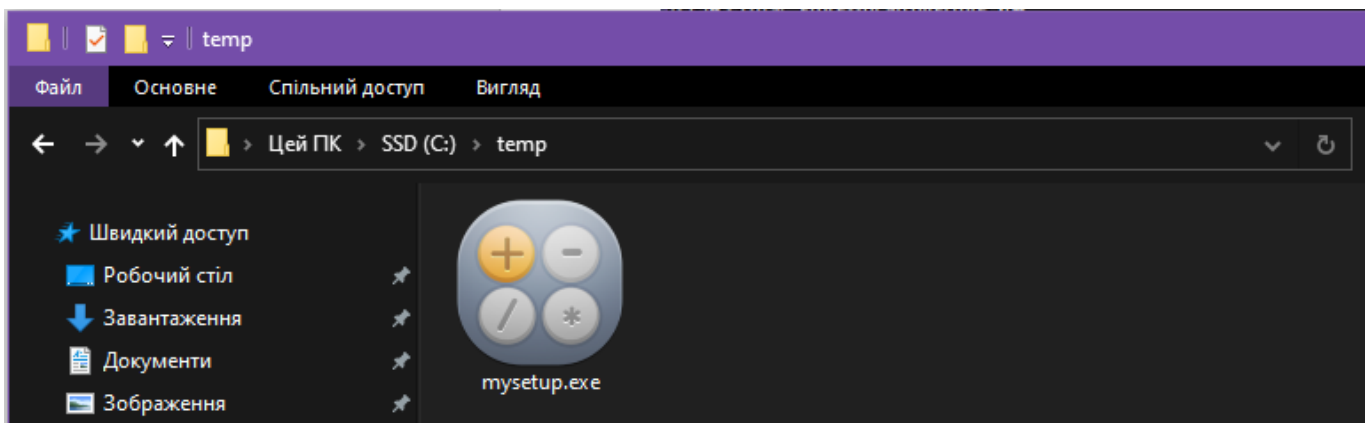 temp
Файл Основне Спільний доступ Вигляд
Цей ПК > SSD (C:) > temp
Швидкий доступ
Робочий стіл
Завантаження
Документи
Зображення
mysetup.exe